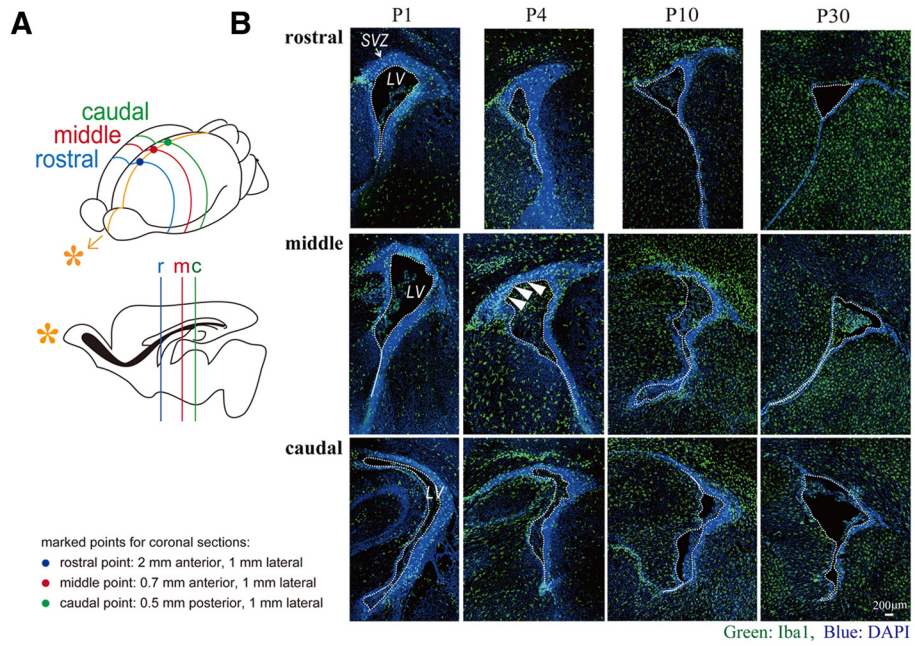 A
caudal
middle
rostral
*
r m c
*
marked points for coronal sections:
rostral point: 2 mm anterior, 1 mm lateral
middle point: 0.7 mm anterior, 1 mm lateral
caudal point: 0.5 mm posterior, 1 mm lateral
B
P1 P4 P10 P30
rostral
SVZ
LV
middle
LV
caudal
LV
200μm
Green: Iba1, Blue: DAPI